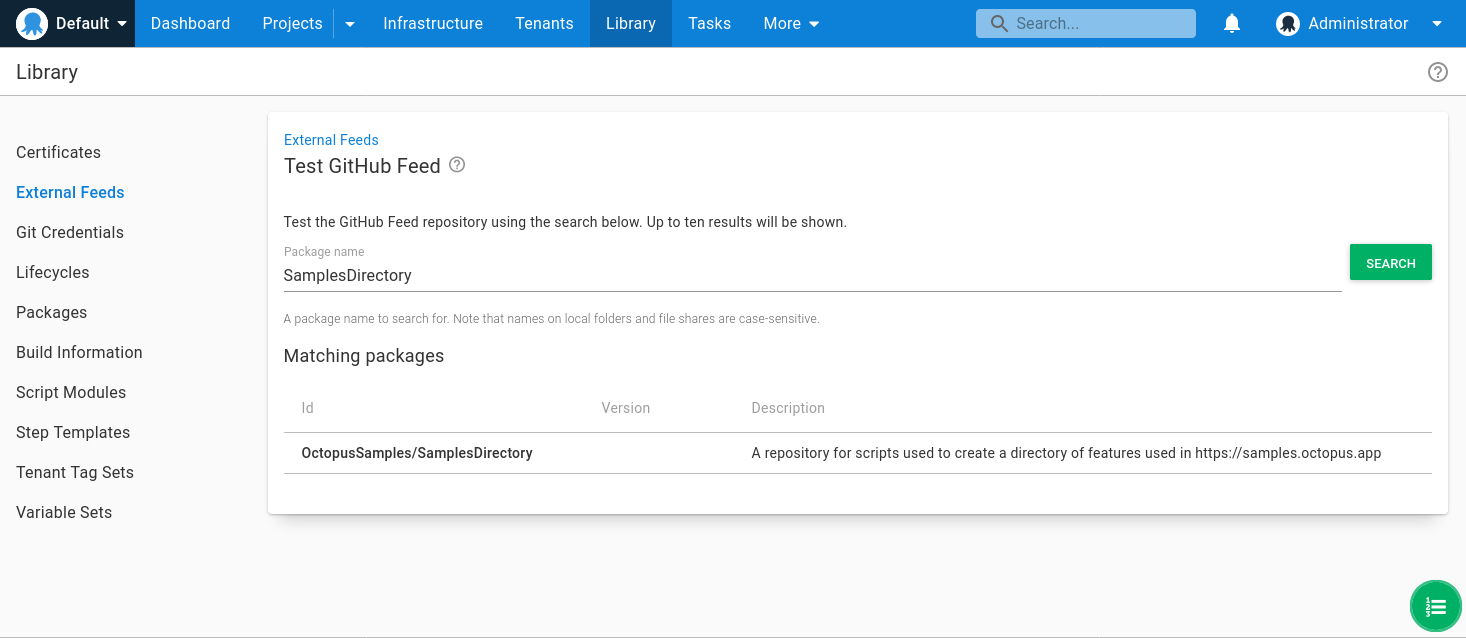 Default Dashboard Projects Infrastructure Tenants Library Tasks More Search... Administrator
Library
Certificates
External Feeds
Git Credentials
Lifecycles
Packages
Build Information
Script Modules
Step Templates
Tenant Tag Sets
Variable Sets
External Feeds
Test GitHub Feed
Test the GitHub Feed repository using the search below. Up to ten results will be shown.
Package name
SamplesDirectory
SEARCH
A package name to search for. Note that names on local folders and file shares are case-sensitive.
Matching packages
Id Version Description
OctopusSamples/SamplesDirectory A repository for scripts used to create a directory of features used in https://samples.octopus.app